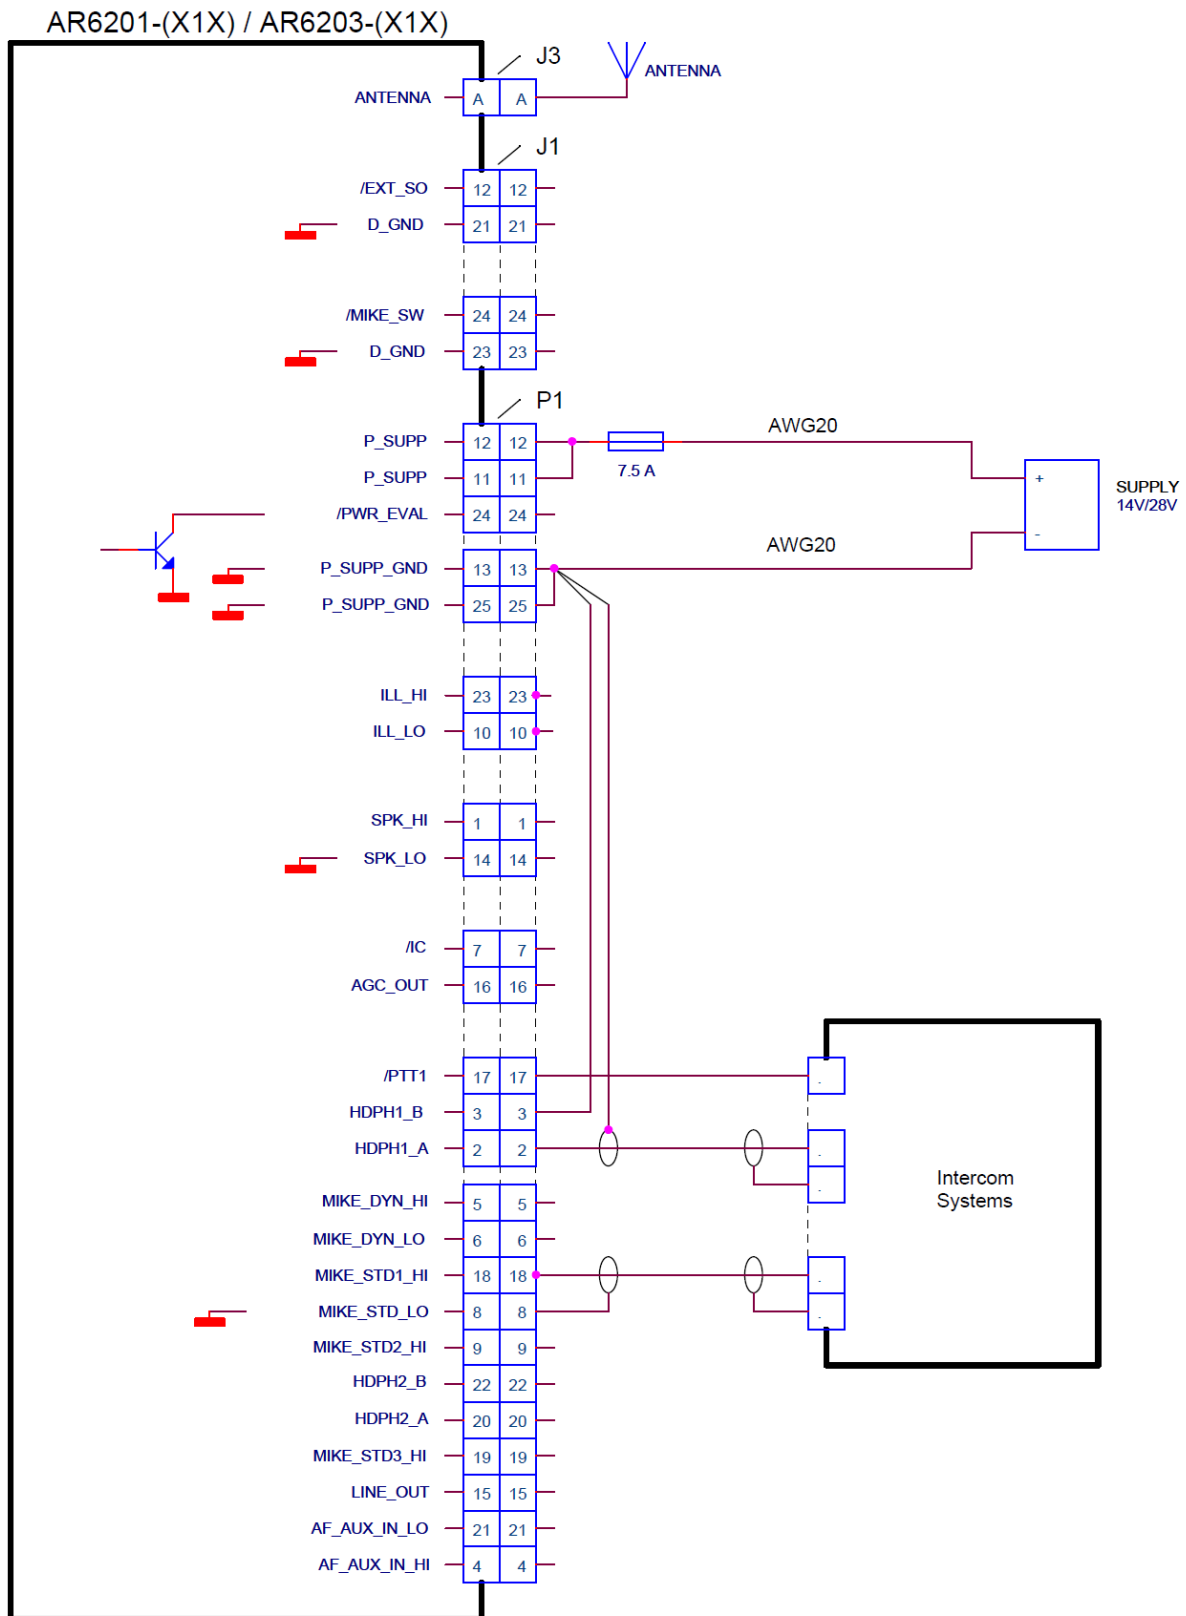 AR6201-(X1X) / AR6203-(X1X)
J3
ANTENNA
ANTENNA A A
J1
/EXT_SO 12 12
D_GND 21 21
/MIKE_SW 24 24
D_GND 23 23
P1
P_SUPP 12 12
AWG20
P_SUPP 11 11
7.5 A
+
SUPPLY
14V/28V
/PWR_EVAL 24 24
-
AWG20
P_SUPP_GND 13 13
P_SUPP_GND 25 25
ILL_HI 23 23
ILL_LO 10 10
SPK_HI 1 1
SPK_LO 14 14
/IC 7 7
AGC_OUT 16 16
/PTT1 17 17 .
HDPH1_B 3 3
HDPH1_A 2 2 .
.
Intercom
Systems
MIKE_DYN_HI 5 5
MIKE_DYN_LO 6 6
MIKE_STD1_HI 18 18 .
MIKE_STD_LO 8 8 .
MIKE_STD2_HI 9 9
HDPH2_B 22 22
HDPH2_A 20 20
MIKE_STD3_HI 19 19
LINE_OUT 15 15
AF_AUX_IN_LO 21 21
AF_AUX_IN_HI 4 4